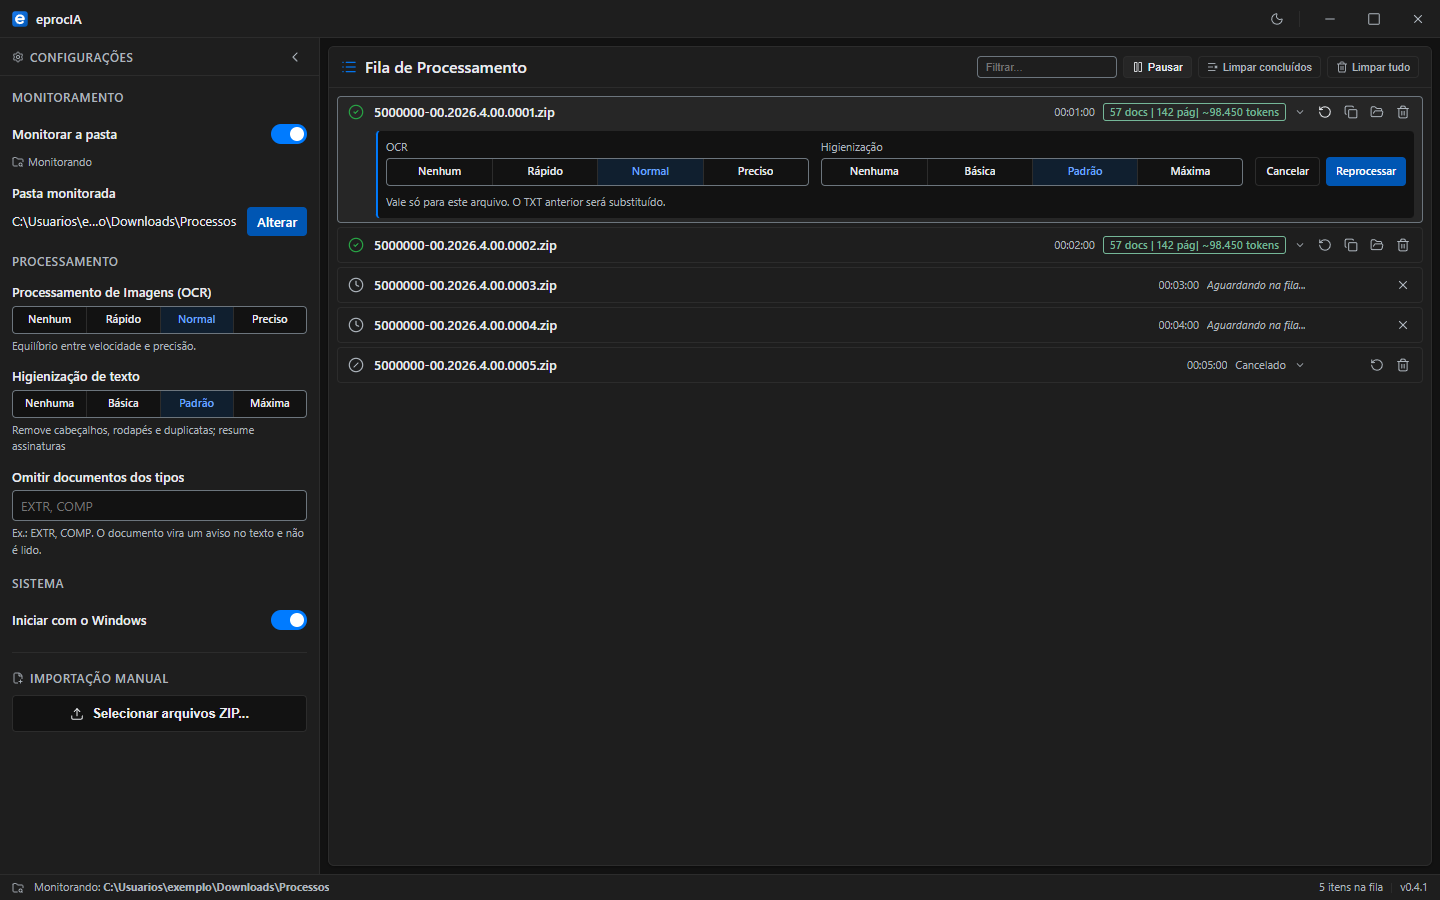 eprocIA
CONFIGURAÇÕES
MONITORAMENTO
Monitorar a pasta
Monitorando
Pasta monitorada
C:\Usuarios\e...o\Downloads\Processos
Alterar
PROCESSAMENTO
Processamento de Imagens (OCR)
Nenhum Rápido Normal Preciso
Equilíbrio entre velocidade e precisão.
Higienização de texto
Nenhuma Básica Padrão Máxima
Remove cabeçalhos, rodapés e duplicatas; resume
assinaturas
Omitir documentos dos tipos
EXTR, COMP
Ex.: EXTR, COMP. O documento vira um aviso no texto e não
é lido.
SISTEMA
Iniciar com o Windows
IMPORTAÇÃO MANUAL
Selecionar arquivos ZIP...
Fila de Processamento
Filtrar... Pausar Limpar concluídos Limpar tudo
5000000-00.2026.4.00.0001.zip 00:01:00 57 docs | 142 pág| ~98.450 tokens
OCR Higienização
Nenhum Rápido Normal Preciso Nenhuma Básica Padrão Máxima Cancelar Reprocessar
Vale só para este arquivo. O TXT anterior será substituído.
5000000-00.2026.4.00.0002.zip 00:02:00 57 docs | 142 pág| ~98.450 tokens
5000000-00.2026.4.00.0003.zip 00:03:00 Aguardando na fila...
5000000-00.2026.4.00.0004.zip 00:04:00 Aguardando na fila...
5000000-00.2026.4.00.0005.zip 00:05:00 Cancelado
Monitorando: C:\Usuarios\exemplo\Downloads\Processos
5 itens na fila v0.4.1